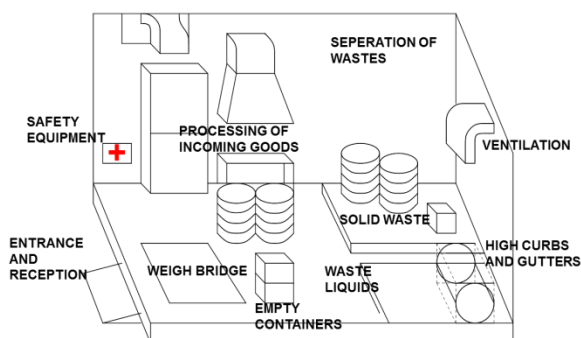 SEPERATION OF
WASTES
SAFETY
EQUIPMENT
PROCESSING OF
INCOMING GOODS
VENTILATION
SOLID WASTE
ENTRANCE
AND
RECEPTION
WEIGH BRIDGE
WASTE
LIQUIDS
HIGH CURBS
AND GUTTERS
EMPTY
CONTAINERS